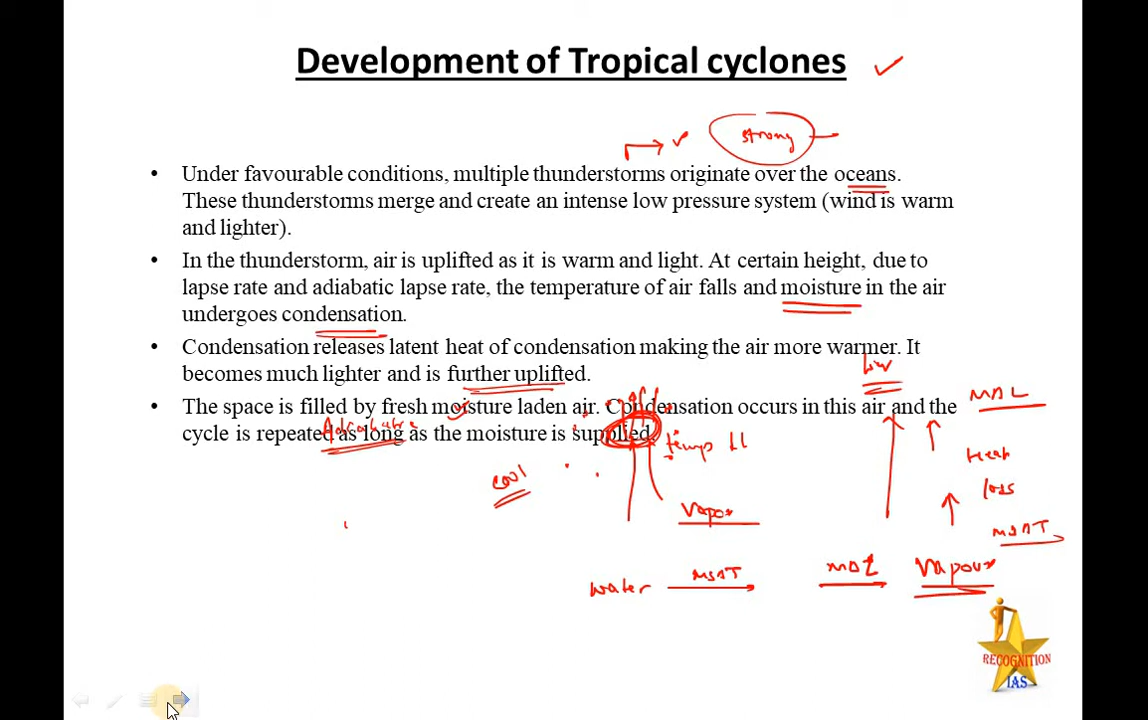 Development of Tropical cyclones
strong
• Under favourable conditions, multiple thunderstorms originate over the oceans.
These thunderstorms merge and create an intense low pressure system (wind is warm
and lighter).
• In the thunderstorm, air is uplifted as it is warm and light. At certain height, due to
lapse rate and adiabatic lapse rate, the temperature of air falls and moisture in the air
undergoes condensation.
• Condensation releases latent heat of condensation making the air more warmer. It
becomes much lighter and is further uplifted.
• The space is filled by fresh moisture laden air. Condensation occurs in this air and the
cycle is repeated as long as the moisture is supplied.
temp
Heat
cool
loss
vapor
water
vapour
RECOGNITION
IAS